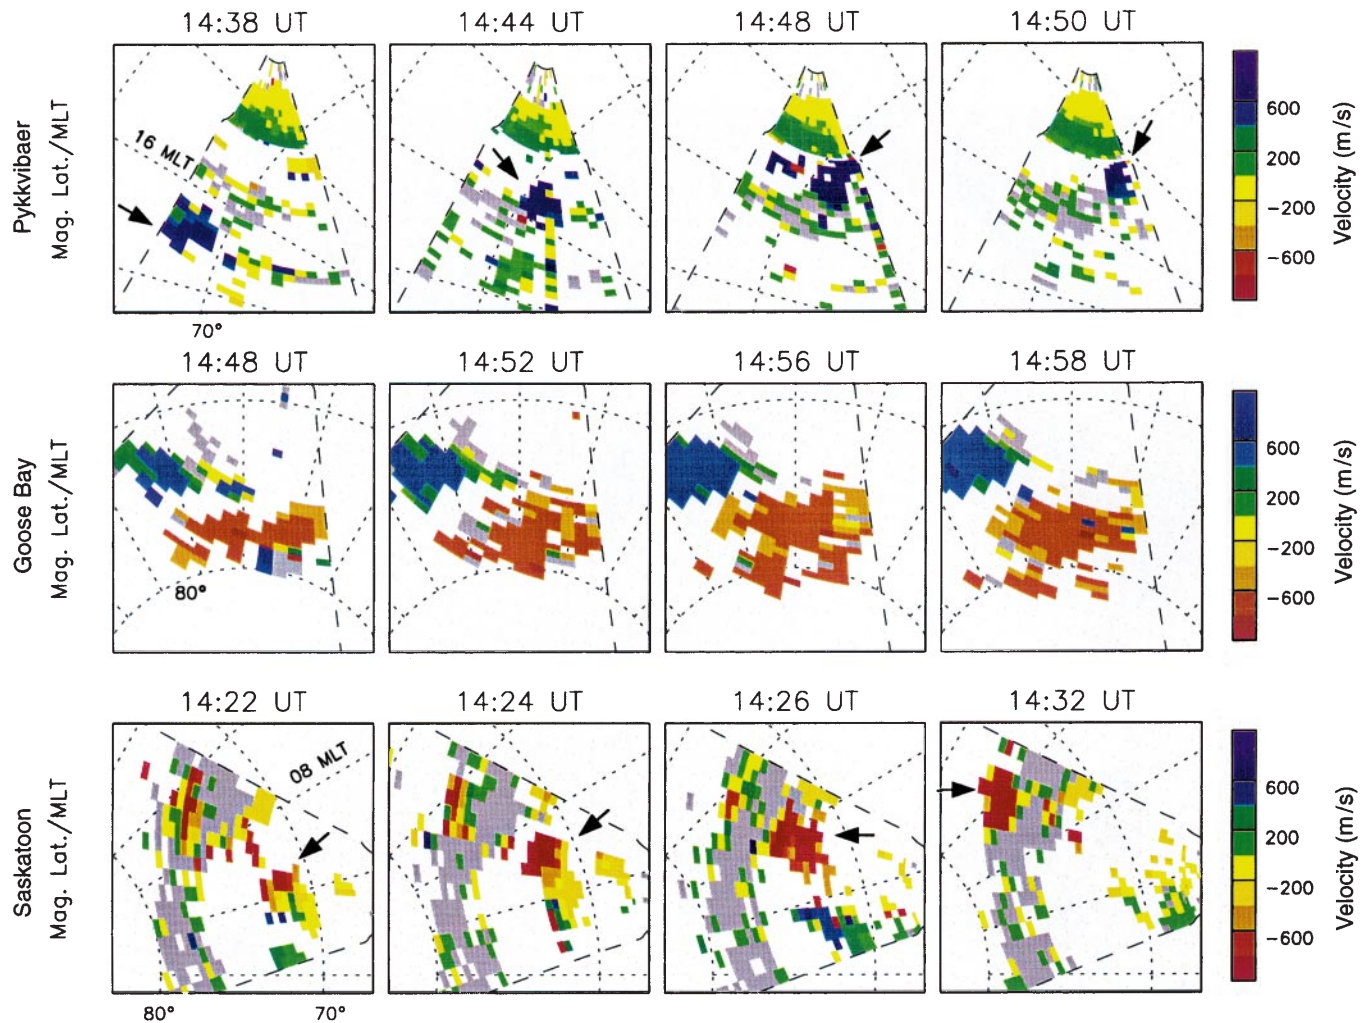 14:38 UT 14:44 UT 14:48 UT 14:50 UT
Pykkvibaer
Mag. Lat./MLT
16 MLT
70°
600
200
−200
−600
Velocity (m/s)
14:48 UT 14:52 UT 14:56 UT 14:58 UT
Goose Bay
Mag. Lat./MLT
80°
600
200
−200
−600
Velocity (m/s)
14:22 UT 14:24 UT 14:26 UT 14:32 UT
Saskatoon
Mag. Lat./MLT
08 MLT
80° 70°
600
200
−200
−600
Velocity (m/s)